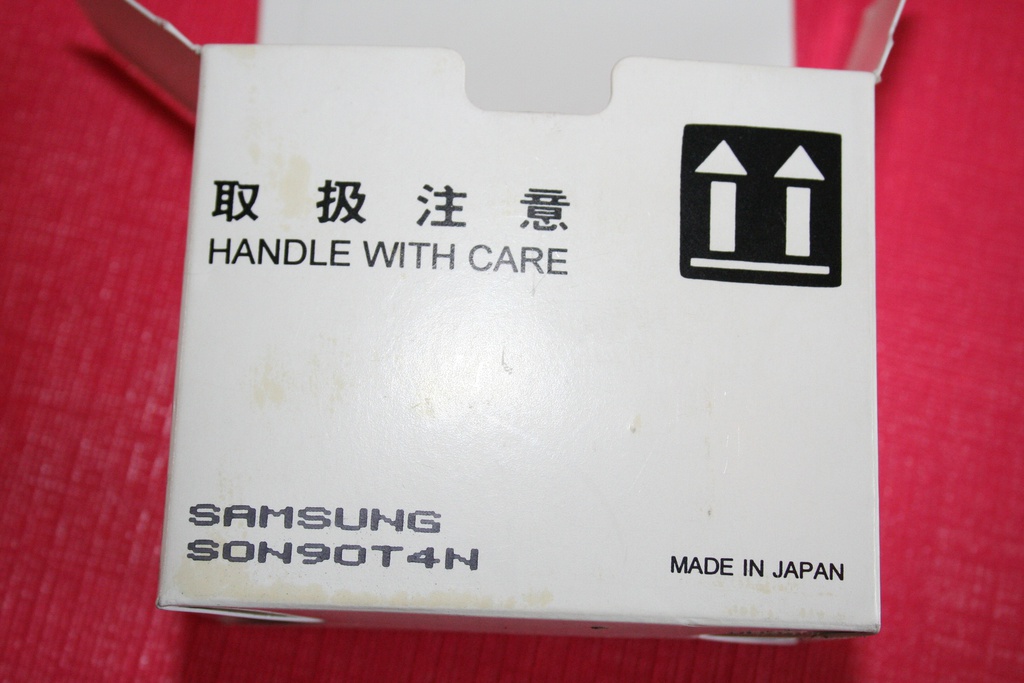 取扱注意
HANDLE WITH CARE
SAMSUNG
SON90T4N
MADE IN JAPAN